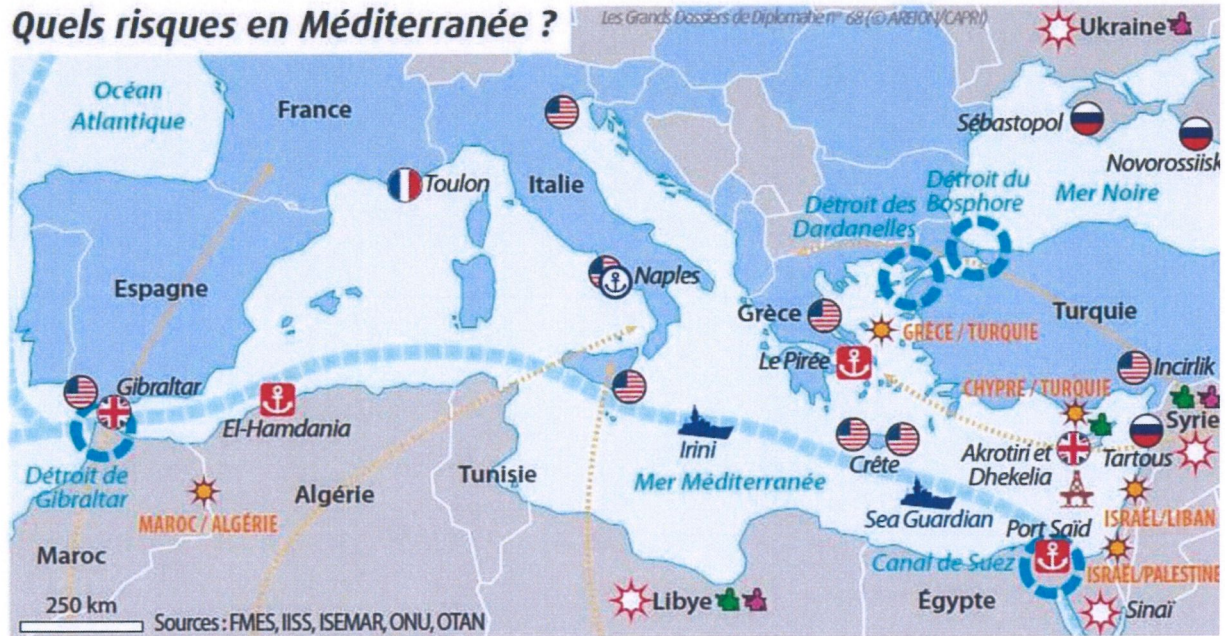 Quels risques en Méditerranée ?
Les Grands Dossiers de Diplomatie n° 68 (© AREION/CAPRI)
Ukraine
Océan
Atlantique
France
Sébastopol
Novorossiisk
Toulon
Italie
Détroit du
Bosphore
Mer Noire
Détroit des
Dardanelles
Naples
Espagne
Grèce
Turquie
GRÈCE / TURQUIE
Le Pirée
Incirlik
Gibraltar
CHYPRE / TURQUIE
El-Hamdania
Syrie
Irini
Crête
Akrotiri et
Dhekelia
Tartous
Détroit de
Gibraltar
Tunisie
Mer Méditerranée
Algérie
MAROC / ALGÉRIE
Sea Guardian
Port Saïd
ISRAËL/LIBAN
Maroc
Canal de Suez
ISRAËL/PALESTINE
250 km
Libye
Égypte
Sinaï
Sources : FMES, IISS, ISEMAR, ONU, OTAN